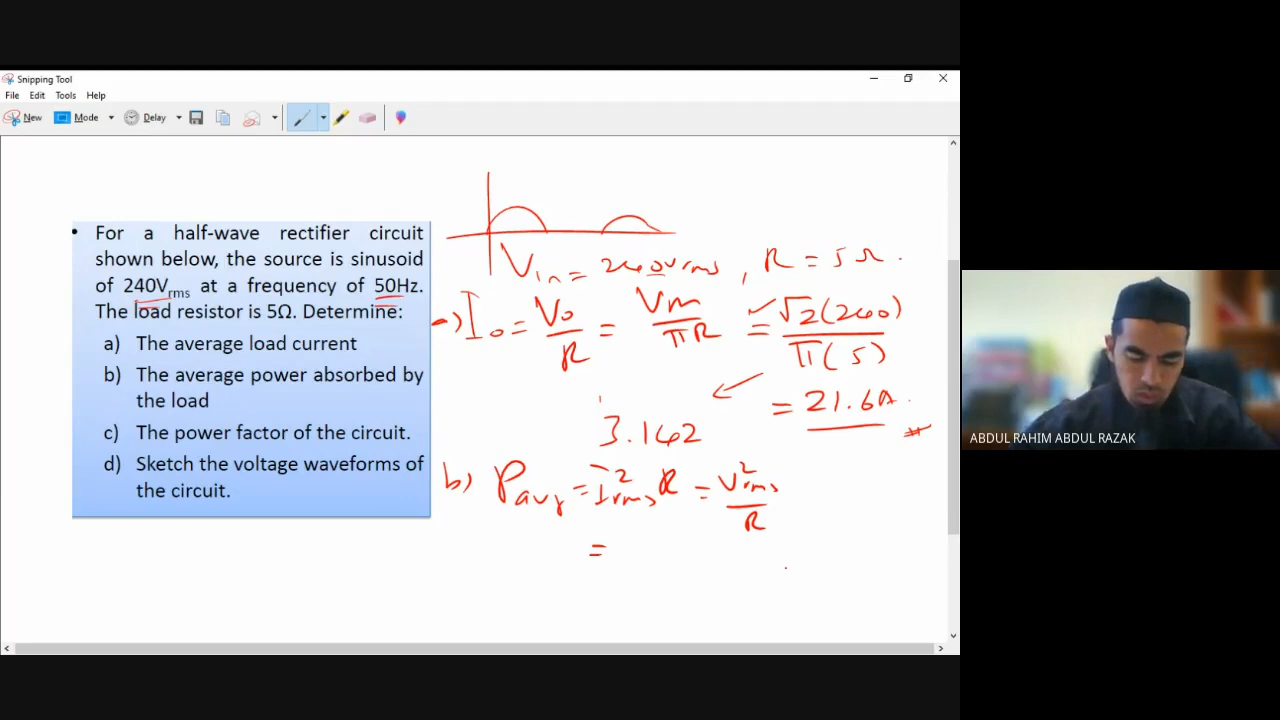 Snipping Tool
File Edit Tools Help
New Mode Delay
• For a half-wave rectifier circuit
shown below, the source is sinusoid
of 240Vrms at a frequency of 50Hz.
The load resistor is 5Ω. Determine:
a) The average load current
b) The average power absorbed by
the load
c) The power factor of the circuit.
d) Sketch the voltage waveforms of
the circuit.
Vin = 240Vrms , R = 5Ω.
a) Io = Vo/R = Vm/πR = √2(240)/π(5)
= 21.6A.
3.142
b) Pavg = I²rms R = V²rms/R
=
ABDUL RAHIM ABDUL RAZAK